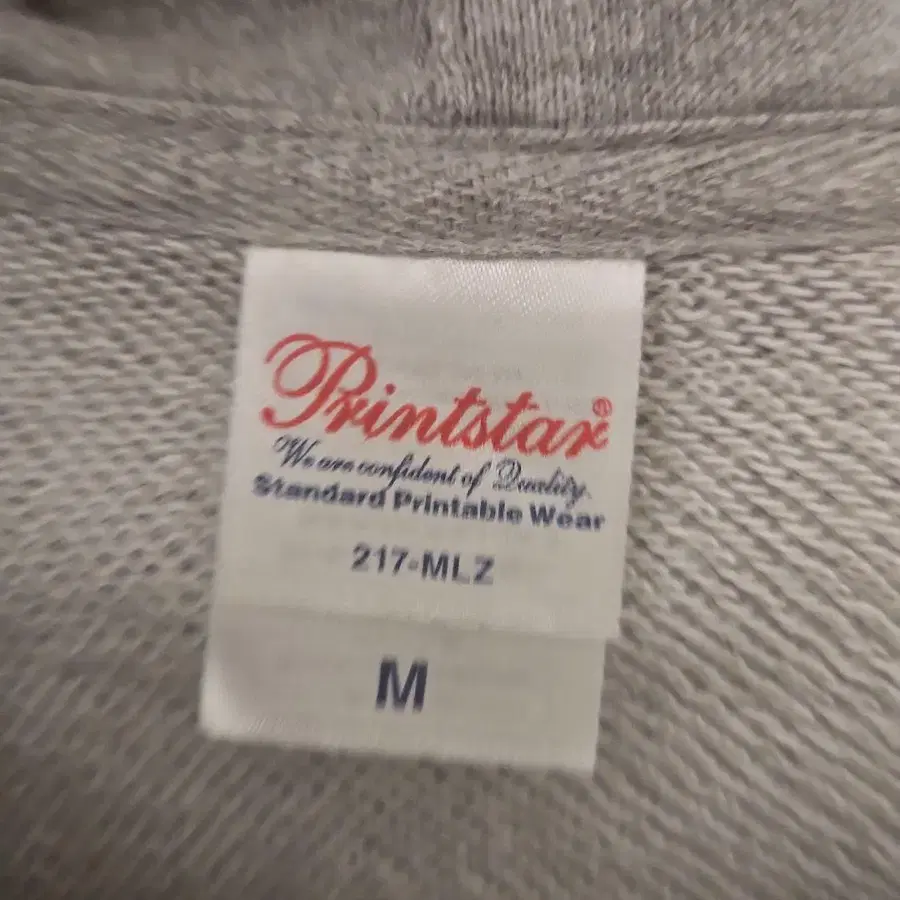 Printstar®
We are confident of Quality.
Standard Printable Wear
217-MLZ
M